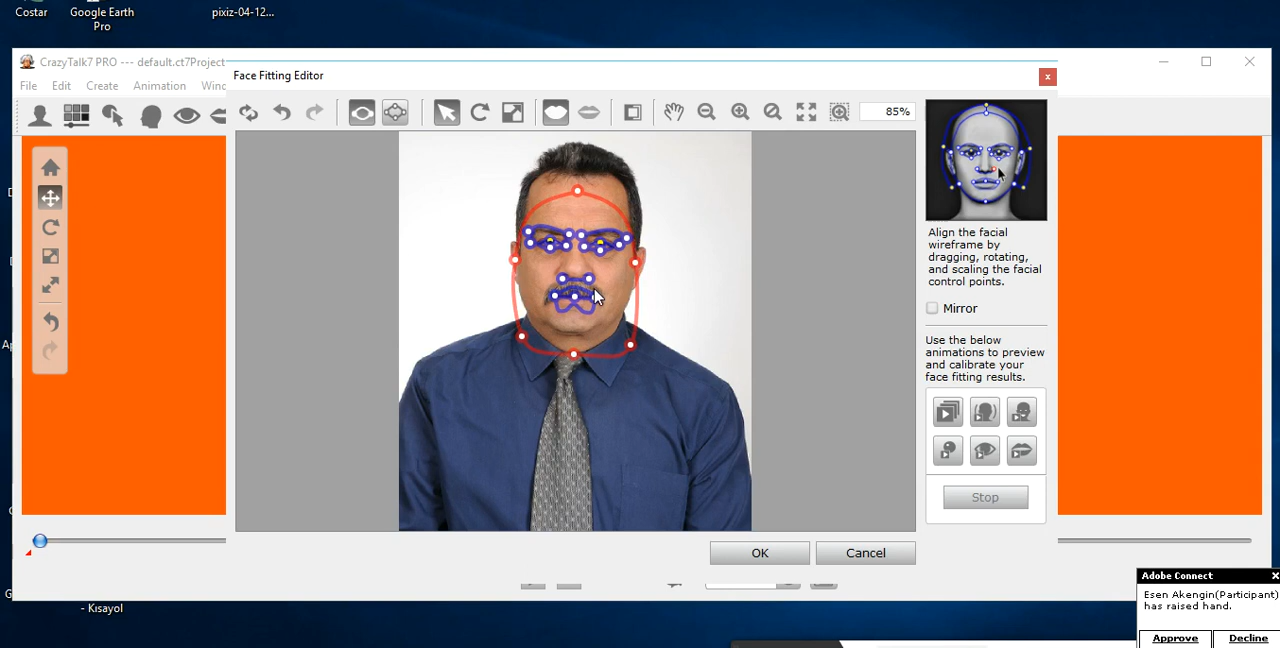 Costar
Google Earth
Pro
pixiz-04-12...
CrazyTalk7 PRO --- default.ct7Project
File Edit Create Animation Winc
Face Fitting Editor
x
85%
Align the facial
wireframe by
dragging, rotating,
and scaling the facial
control points.
Mirror
Use the below
animations to preview
and calibrate your
face fitting results.
Stop
OK Cancel
- Kısayol
Adobe Connect X
Esen Akengin(Participant)
has raised hand.
Approve Decline